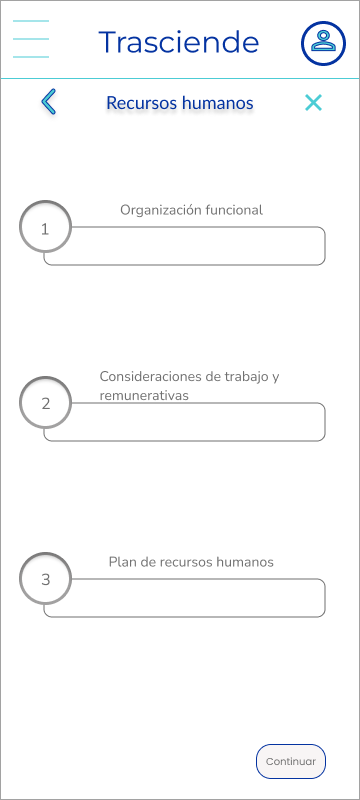 Trasciende
Recursos humanos
Organización funcional
1
Consideraciones de trabajo y
remunerativas
2
Plan de recursos humanos
3
Continuar